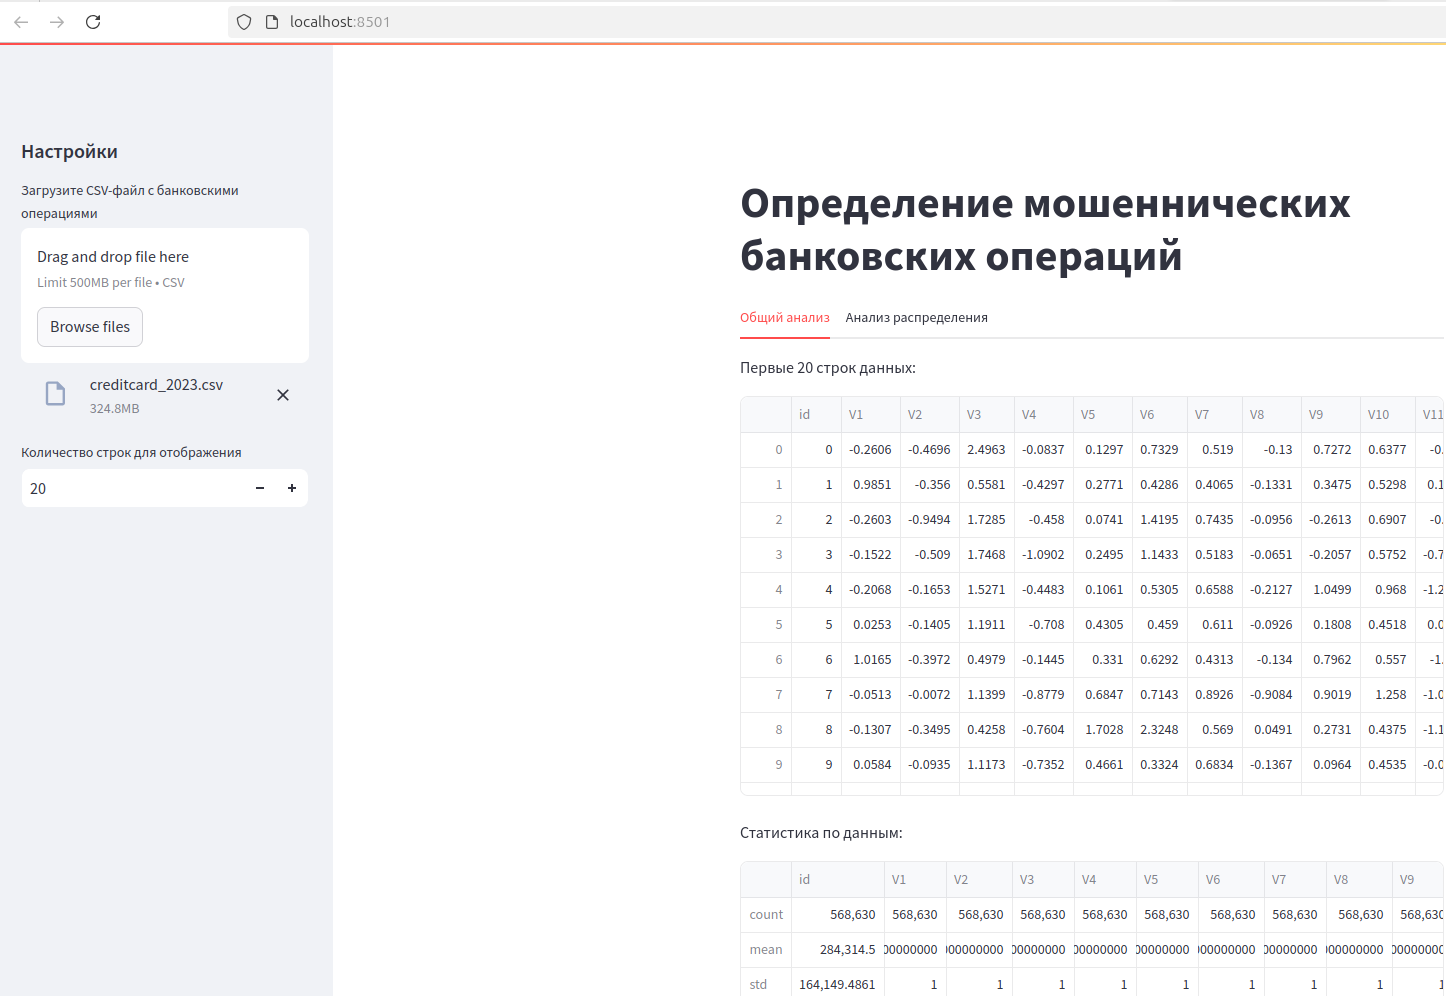 localhost:8501
Настройки
Загрузите CSV-файл с банковскими
операциями
Drag and drop file here
Limit 500MB per file • CSV
Browse files
creditcard_2023.csv
324.8MB
Количество строк для отображения
20 − +
Определение мошеннических
банковских операций
Общий анализ Анализ распределения
Первые 20 строк данных:
id V1 V2 V3 V4 V5 V6 V7 V8 V9 V10 V11
0 0 -0.2606 -0.4696 2.4963 -0.0837 0.1297 0.7329 0.519 -0.13 0.7272 0.6377 -0.
1 1 0.9851 -0.356 0.5581 -0.4297 0.2771 0.4286 0.4065 -0.1331 0.3475 0.5298 0.1
2 2 -0.2603 -0.9494 1.7285 -0.458 0.0741 1.4195 0.7435 -0.0956 -0.2613 0.6907 -0.
3 3 -0.1522 -0.509 1.7468 -1.0902 0.2495 1.1433 0.5183 -0.0651 -0.2057 0.5752 -0.7
4 4 -0.2068 -0.1653 1.5271 -0.4483 0.1061 0.5305 0.6588 -0.2127 1.0499 0.968 -1.2
5 5 0.0253 -0.1405 1.1911 -0.708 0.4305 0.459 0.611 -0.0926 0.1808 0.4518 0.0
6 6 1.0165 -0.3972 0.4979 -0.1445 0.331 0.6292 0.4313 -0.134 0.7962 0.557 -1.
7 7 -0.0513 -0.0072 1.1399 -0.8779 0.6847 0.7143 0.8926 -0.9084 0.9019 1.258 -1.0
8 8 -0.1307 -0.3495 0.4258 -0.7604 1.7028 2.3248 0.569 0.0491 0.2731 0.4375 -1.1
9 9 0.0584 -0.0935 1.1173 -0.7352 0.4661 0.3324 0.6834 -0.1367 0.0964 0.4535 -0.0
Статистика по данным:
id V1 V2 V3 V4 V5 V6 V7 V8 V9
count 568,630 568,630 568,630 568,630 568,630 568,630 568,630 568,630 568,630 568,630
mean 284,314.5 00000000 00000000 00000000 00000000 00000000 00000000 00000000 00000000 00000000
std 164,149.4861 1 1 1 1 1 1 1 1 1